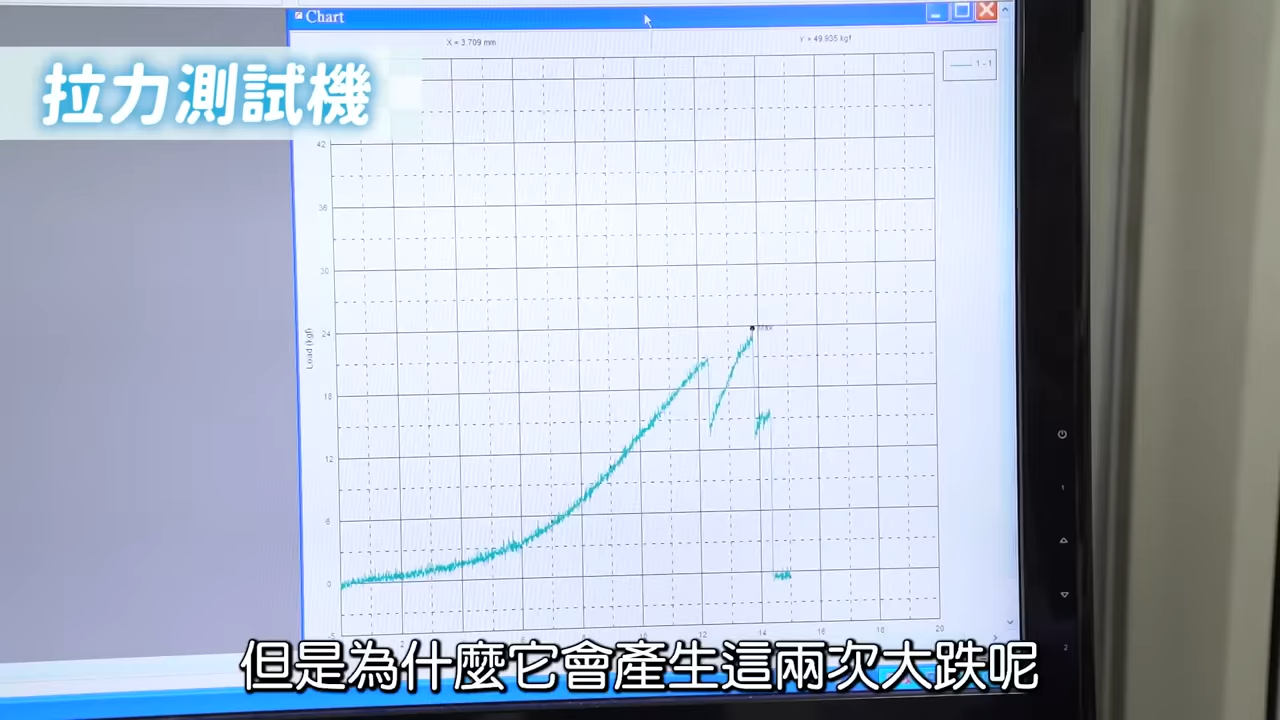 Chart
X = 3.709 mm
Y = 49.935 kgf
1 - 1
拉力測試機
42
36
30
24
Max
Load (kgf)
18
12
6
0
12
14
16
18
20
但是為什麼它會產生這兩次大跌呢